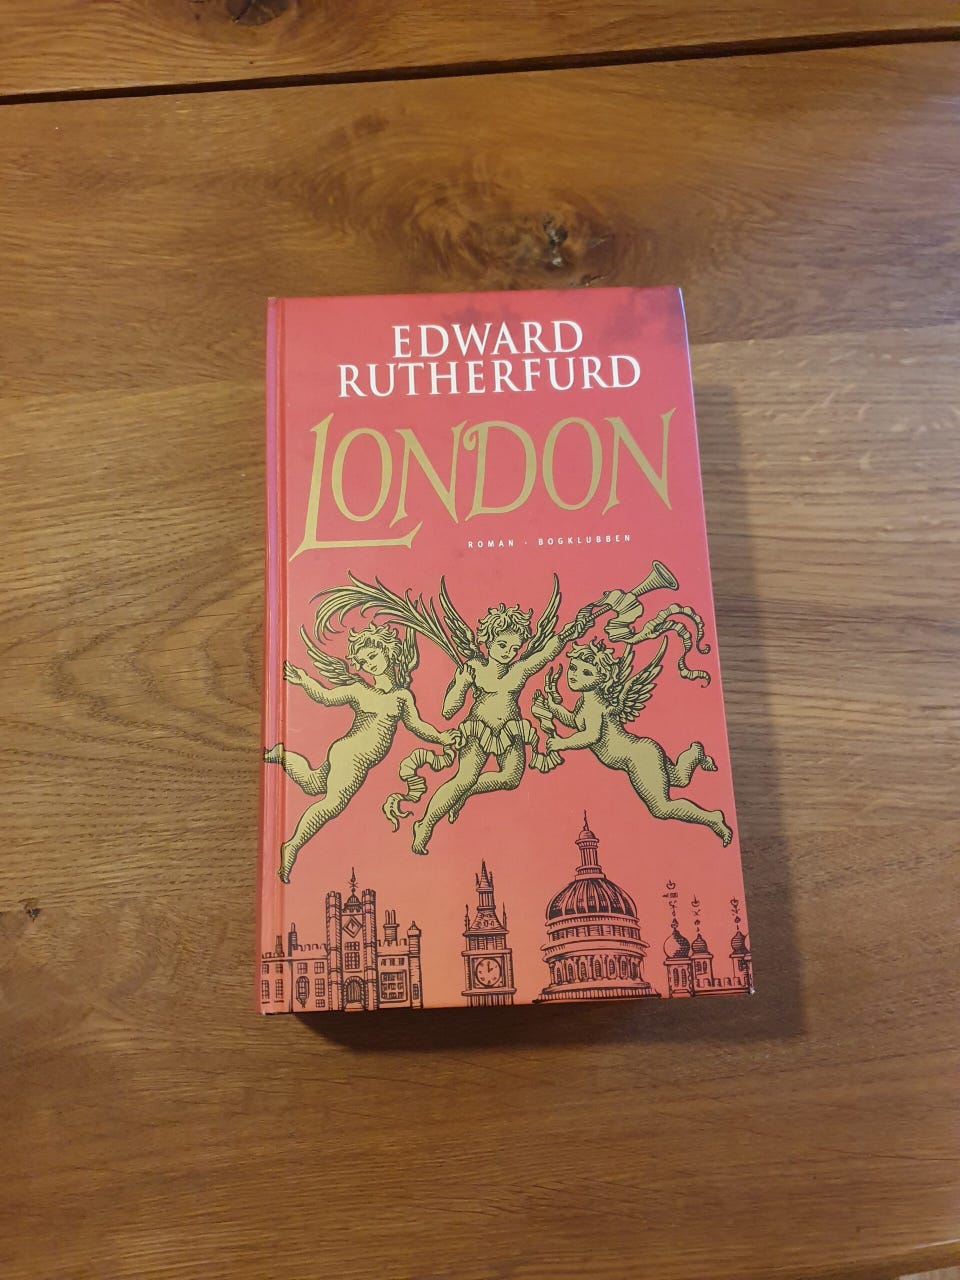 EDWARD
RUTHERFURD
LONDON
ROMAN · BOGKLUBBEN